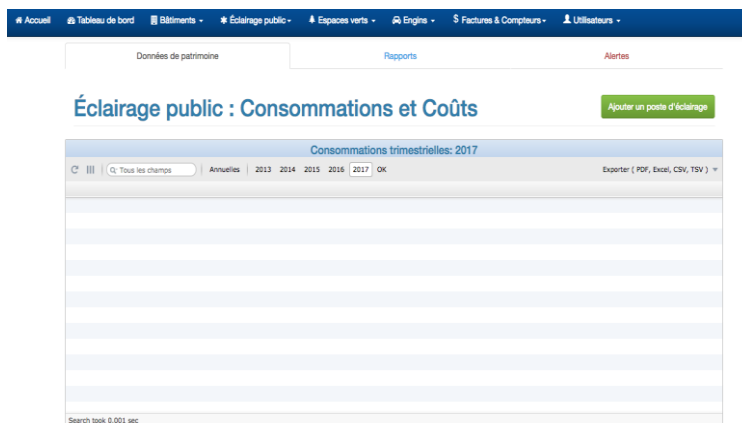 Accueil Tableau de bord Bâtiments Éclairage public Espaces verts Engins $ Factures & Compteurs Utilisateurs
Données de patrimoine Rapports Alertes
Éclairage public : Consommations et Coûts Ajouter un poste d'éclairage
Consommations trimestrielles: 2017
Tous les champs Annuelles 2013 2014 2015 2016 2017 OK Exporter ( PDF, Excel, CSV, TSV )
Search took 0.001 sec